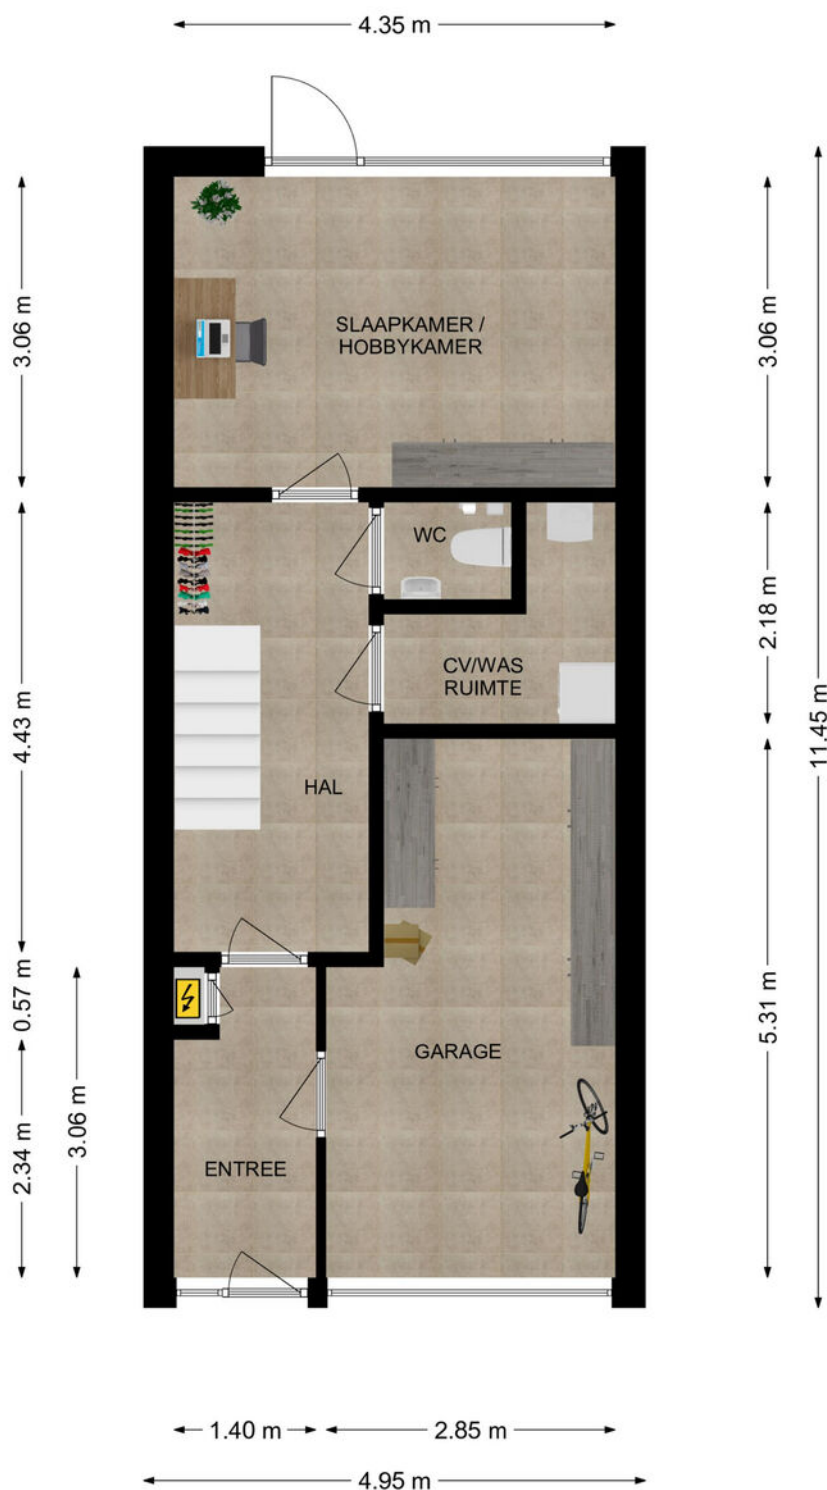 4.35 m
3.06 m
3.06 m
SLAAPKAMER /
HOBBYKAMER
WC
2.18 m
CV/WAS
RUIMTE
4.43 m
11.45 m
HAL
0.57 m
5.31 m
GARAGE
3.06 m
2.34 m
ENTREE
1.40 m
2.85 m
4.95 m